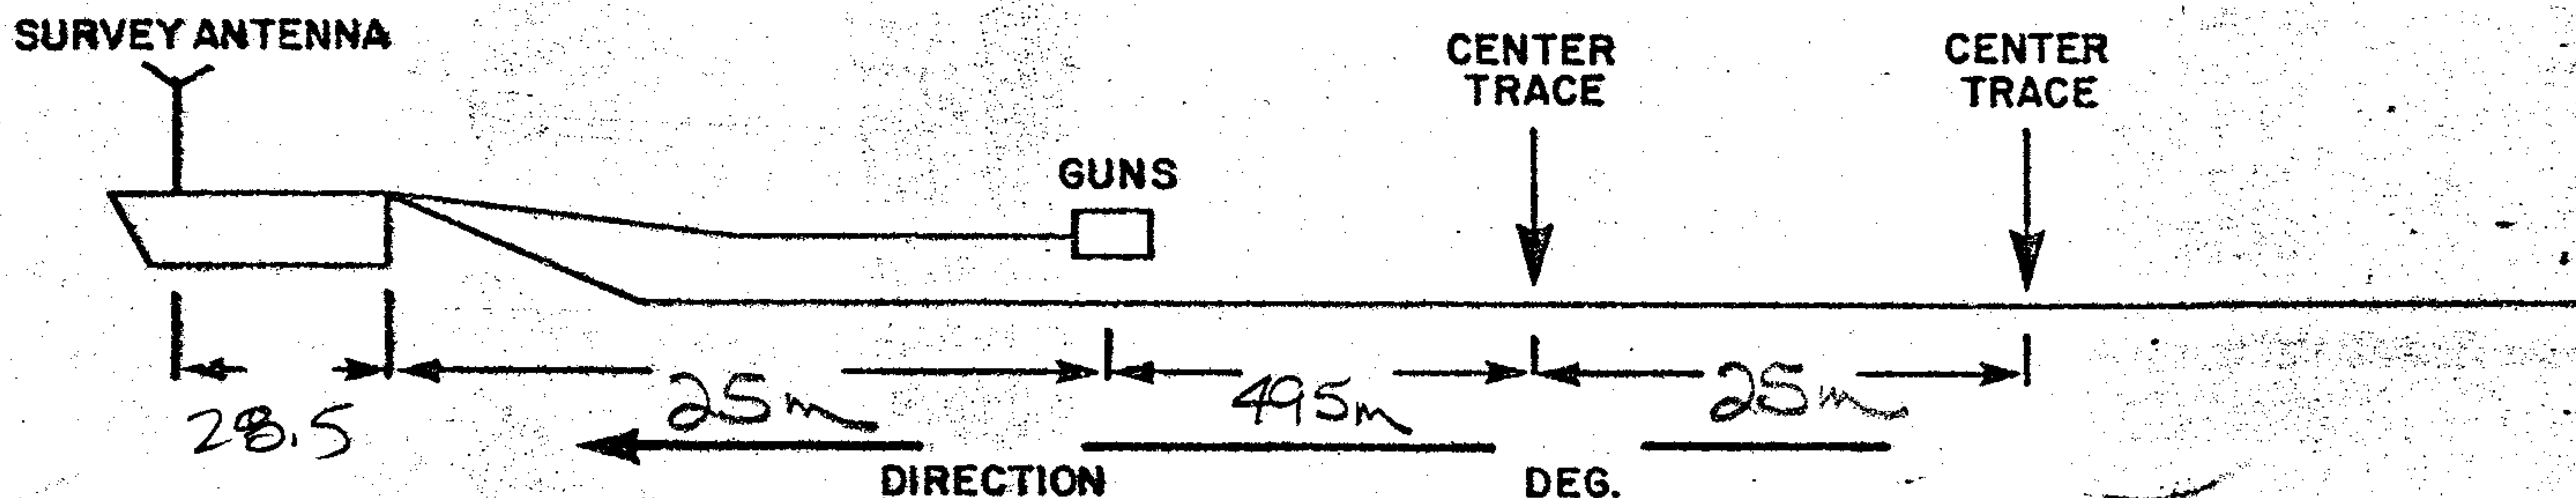 SURVEY ANTENNA
CENTER
TRACE
CENTER
TRACE
GUNS
28.5
25m
495m
25m
DIRECTION
DEG.